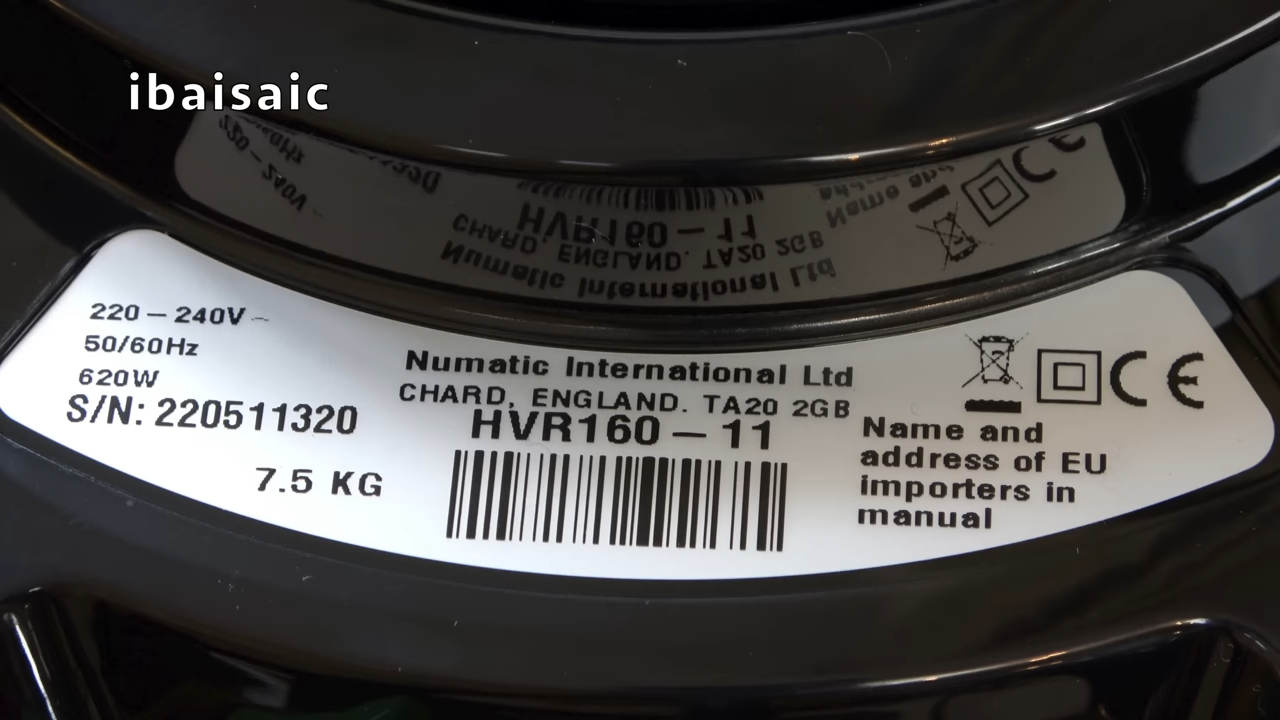 ibaisaic
220 – 240V ~
50/60Hz
620W
S/N: 220511320
7.5 KG
Numatic International Ltd
CHARD, ENGLAND. TA20 2GB
HVR160 – 11
CE
Name and
address of EU
importers in
manual